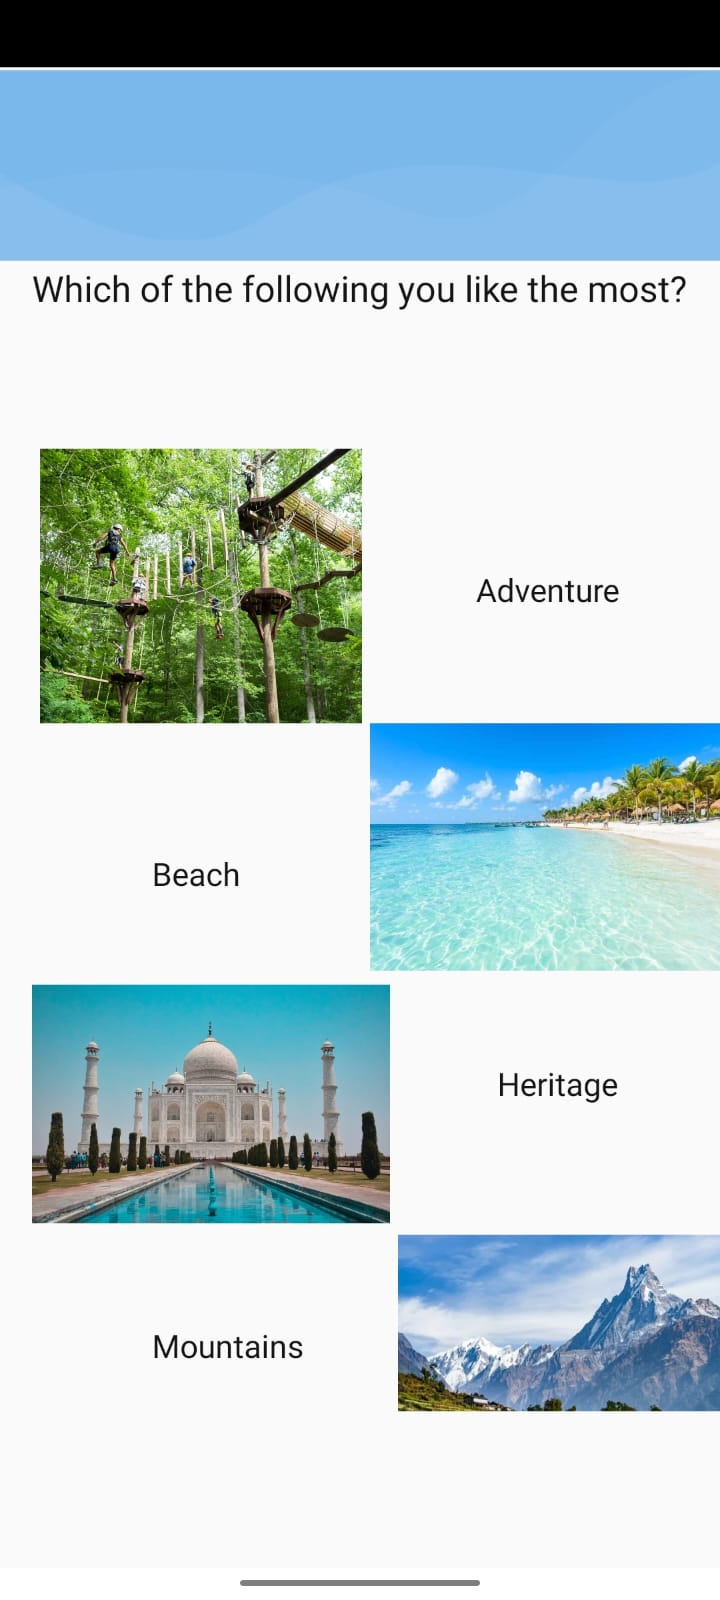 Which of the following you like the most?
Adventure
Beach
Heritage
Mountains